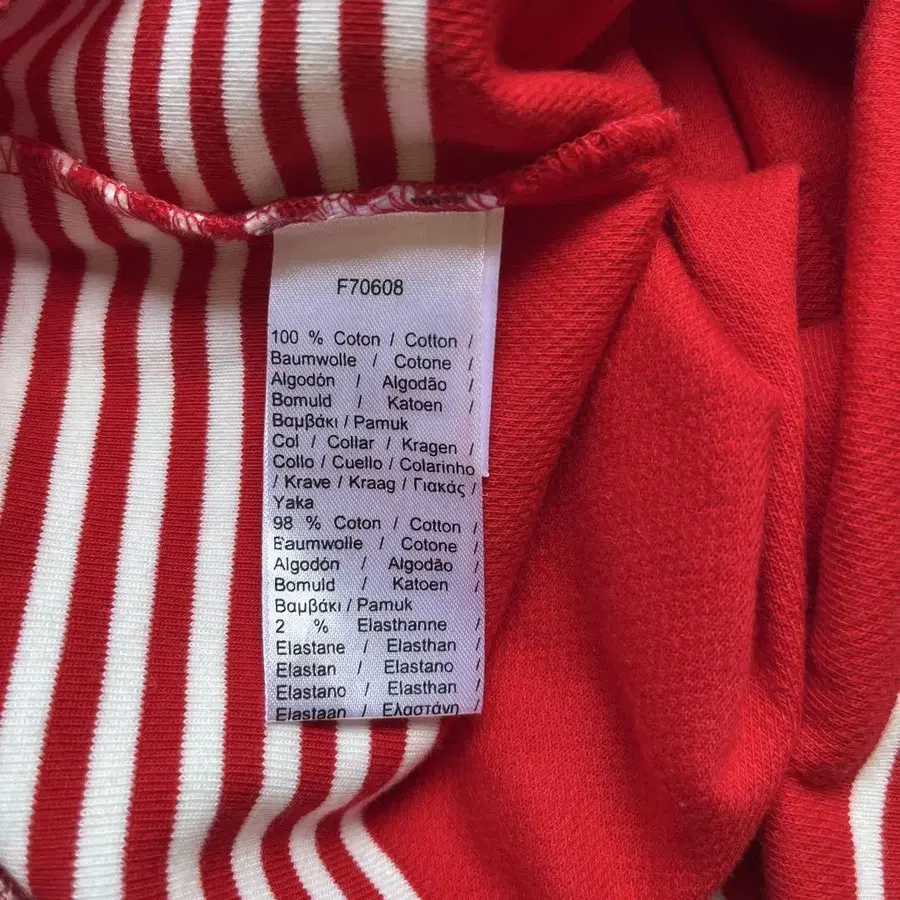 F70608
100 % Coton / Cotton /
Baumwolle / Cotone /
Algodón / Algodão /
Bomuld / Katoen /
Βαμβάκι / Pamuk
Col / Collar / Kragen /
Collo / Cuello / Colarinho
/ Krave / Kraag / Γιακάς /
Yaka
98 % Coton / Cotton /
Baumwolle / Cotone /
Algodón / Algodão /
Bomuld / Katoen /
Βαμβάκι / Pamuk
2 % Elasthanne /
Elastane / Elasthan /
Elastan / Elastano /
Elastano / Elasthan /
Elastaan / Ελαστάνη /